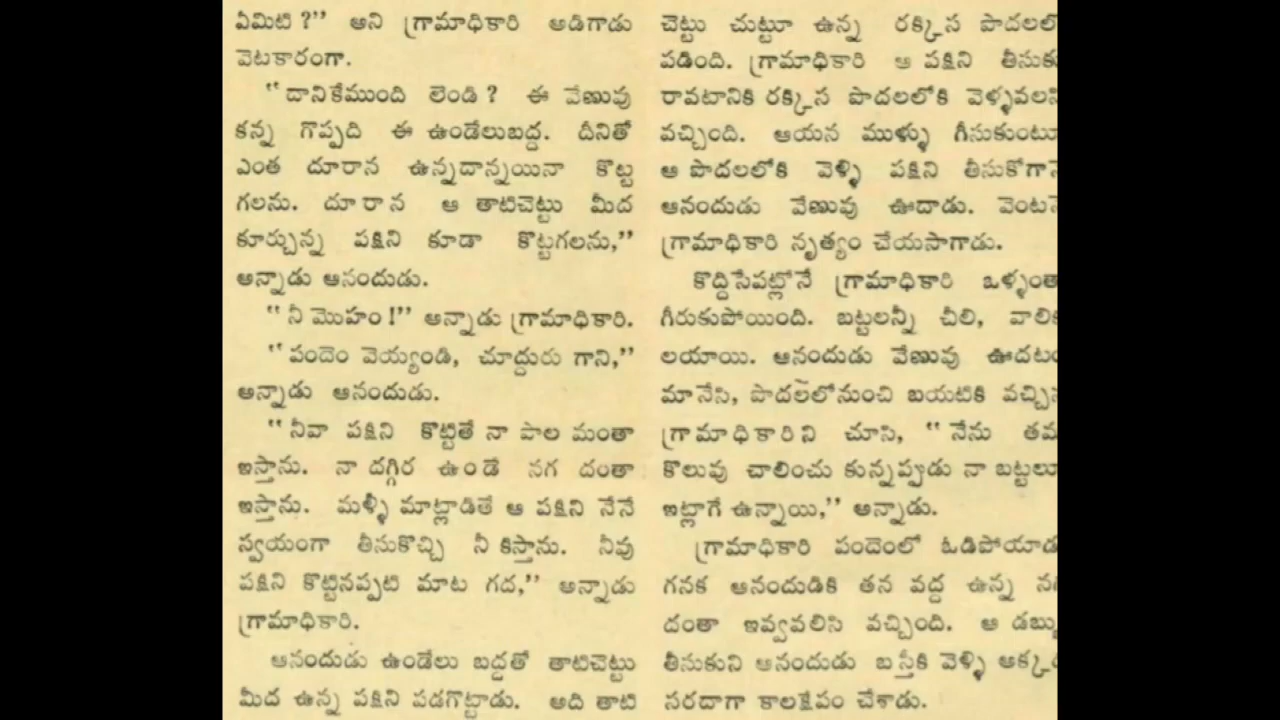 ఏమిటి?" అని గ్రామాధికారి అడిగాడు
వెటకారంగా.
"దానికేముంది లెండి? ఈ వేణువు
కన్న గొప్పది ఈ ఉండేలుబద్ద. దీనితో
ఎంత దూరాన ఉన్నదాన్నయినా కొట్ట
గలను. దూరాన ఆ తాటిచెట్టు మీద
కూర్చున్న పక్షిని కూడా కొట్టగలను,"
అన్నాడు ఆనందుడు.
"నీ మొహం!" అన్నాడు గ్రామాధికారి.
"పందెం వెయ్యండి, చూద్దురు గాని,"
అన్నాడు ఆనందుడు.
"నీవా పక్షిని కొట్టితే నా పాల మంతా
ఇస్తాను. నా దగ్గిర ఉండే నగ దంతా
ఇస్తాను. మళ్ళీ మాట్లాడితే ఆ పక్షిని నేనే
స్వయంగా తీసుకొచ్చి నీ కిస్తాను. నీవు
పక్షిని కొట్టినప్పటి మాట గద," అన్నాడు
గ్రామాధికారి.
ఆనందుడు ఉండేలు బద్దతో తాటిచెట్టు
మీద ఉన్న పక్షిని పడగొట్టాడు. అది తాటి
చెట్టు చుట్టూ ఉన్న రక్కిస పొదలలో
పడింది. గ్రామాధికారి ఆ పక్షిని తీసుకు
రావటానికి రక్కిస పొదలలోకి వెళ్ళవలసి
వచ్చింది. ఆయన ముళ్ళు గీసుకుంటూ
ఆ పొదలలోకి వెళ్ళి పక్షిని తీసుకోగానే
ఆనందుడు వేణువు ఊదాడు. వెంటనే
గ్రామాధికారి నృత్యం చేయసాగాడు.
కొద్దిసేపట్లోనే గ్రామాధికారి ఒళ్ళంతా
గీరుకుపోయింది. బట్టలన్నీ చీలి, వాలిక
లయాయి. ఆనందుడు వేణువు ఊదటం
మానేసి, పొదలలోనుంచి బయటికి వచ్చిన
గ్రామాధికారిని చూసి, "నేను తమ
కొలువు చాలించు కున్నప్పుడు నా బట్టలూ
ఇట్లాగే ఉన్నాయి," అన్నాడు.
గ్రామాధికారి పందెంలో ఓడిపోయాడు
గనక ఆనందుడికి తన వద్ద ఉన్న నగ
దంతా ఇవ్వవలిసి వచ్చింది. ఆ డబ్బు
తీసుకుని ఆనందుడు బస్తీకి వెళ్ళి అక్కడ
సరదాగా కాలక్షేపం చేశాడు.